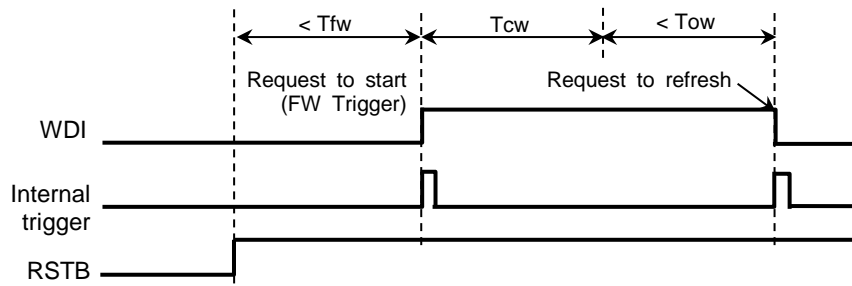 < Tfw
Tcw
< Tow
Request to start
(FW Trigger)
Request to refresh
WDI
Internal
trigger
RSTB